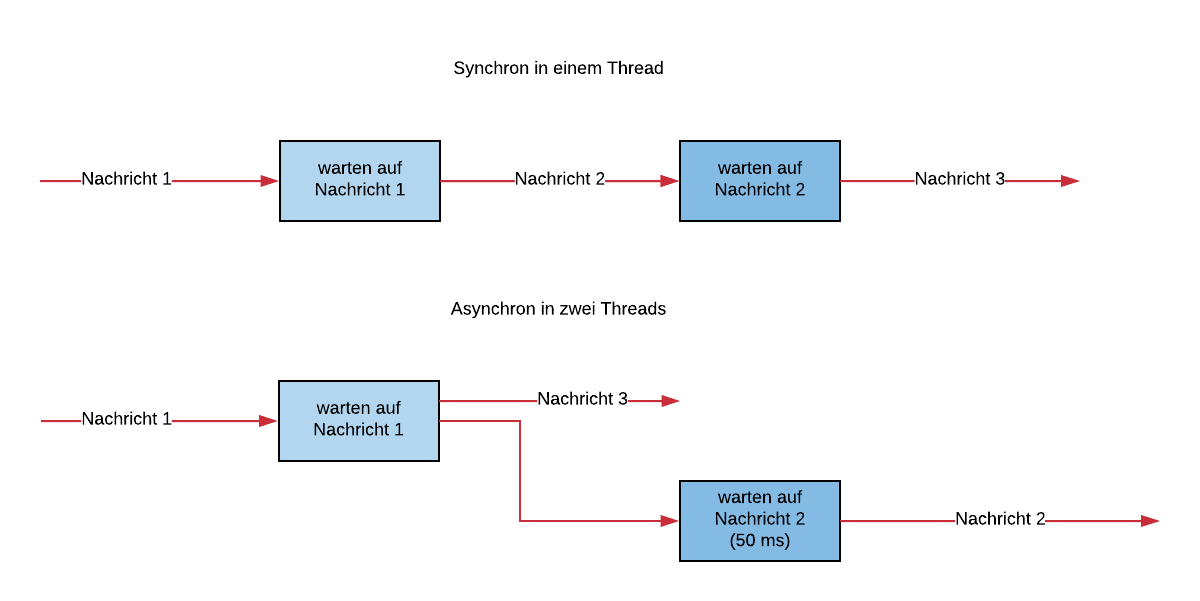 Synchron in einem Thread
Nachricht 1
warten auf
Nachricht 1
Nachricht 2
warten auf
Nachricht 2
Nachricht 3
Asynchron in zwei Threads
Nachricht 1
warten auf
Nachricht 1
Nachricht 3
warten auf
Nachricht 2
(50 ms)
Nachricht 2